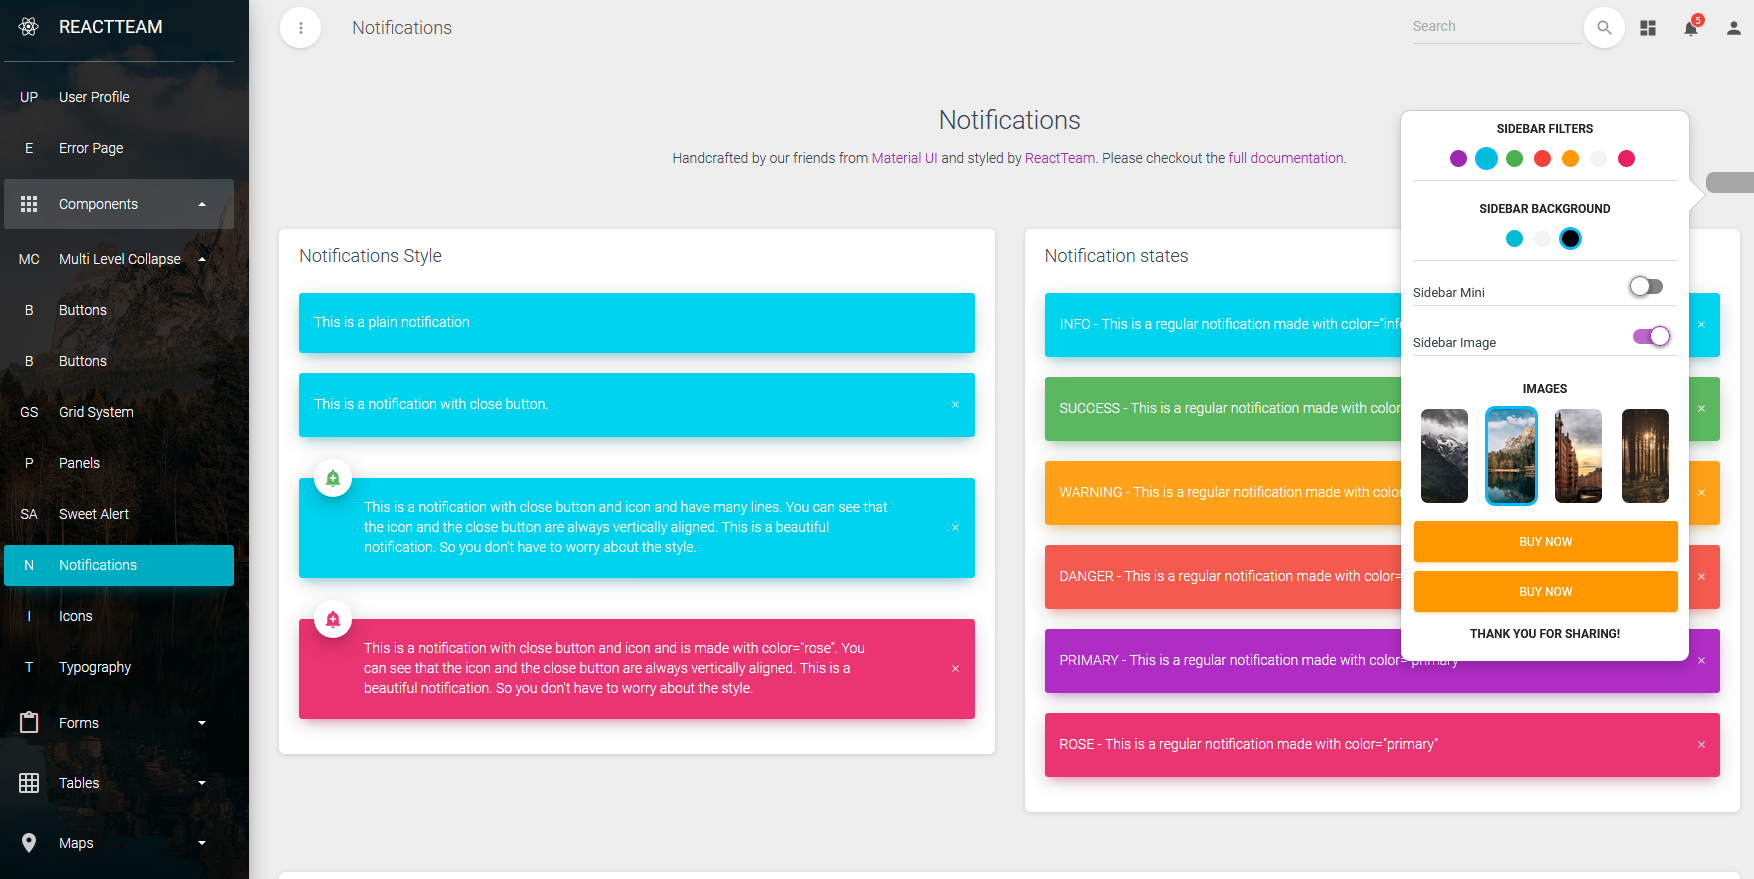 REACTTEAM
UP User Profile
E Error Page
Components
MC Multi Level Collapse
B Buttons
B Buttons
GS Grid System
P Panels
SA Sweet Alert
N Notifications
I Icons
T Typography
Forms
Tables
Maps
Notifications
Search
5
Notifications
Handcrafted by our friends from Material UI and styled by ReactTeam. Please checkout the full documentation.
Notifications Style
This is a plain notification
This is a notification with close button.
×
This is a notification with close button and icon and have many lines. You can see that
the icon and the close button are always vertically aligned. This is a beautiful
notification. So you don't have to worry about the style.
×
This is a notification with close button and icon and is made with color="rose". You
can see that the icon and the close button are always vertically aligned. This is a
beautiful notification. So you don't have to worry about the style.
×
Notification states
INFO - This is a regular notification made with color="info
×
SUCCESS - This is a regular notification made with color
×
WARNING - This is a regular notification made with color
×
DANGER - This is a regular notification made with color=
×
PRIMARY - This is a regular notification made with color="primary"
×
ROSE - This is a regular notification made with color="primary"
×
SIDEBAR FILTERS
SIDEBAR BACKGROUND
Sidebar Mini
Sidebar Image
IMAGES
BUY NOW
BUY NOW
THANK YOU FOR SHARING!